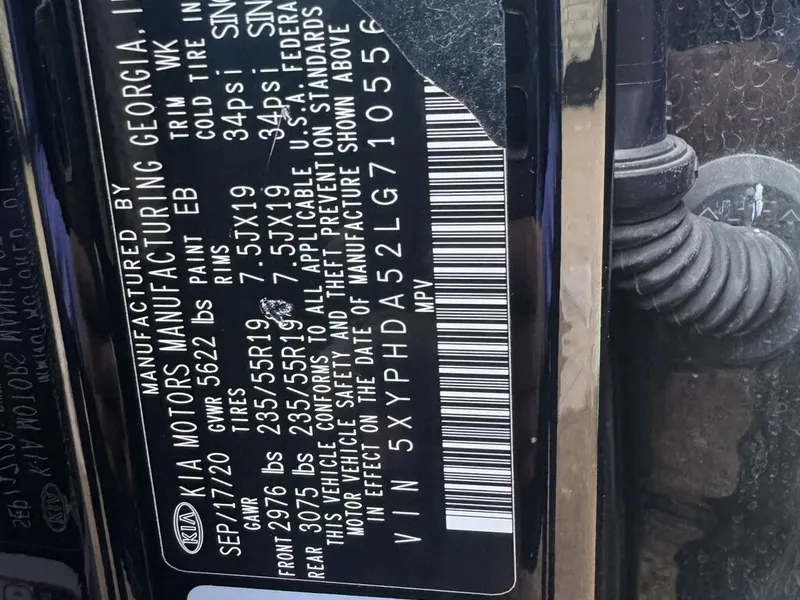 MANUFACTURED BY
KIA KIA MOTORS MANUFACTURING GEORGIA,
SEP/17/20 GVWR 5622 lbs PAINT EB TRIM WK
GAWR TIRES RIMS COLD TIRE IN
FRONT 2976 lbs 235/55R19 7.5JX19 34psi
REAR 3075 lbs 235/55R19 7.5JX19 34psi
THIS VEHICLE CONFORMS TO ALL APPLICABLE U.S.A. FEDERA
MOTOR VEHICLE SAFETY AND THEFT PREVENTION STANDARDS
IN EFFECT ON THE DATE OF MANUFACTURE SHOWN ABOVE
VIN 5XYPHDA52LG710556
MPV